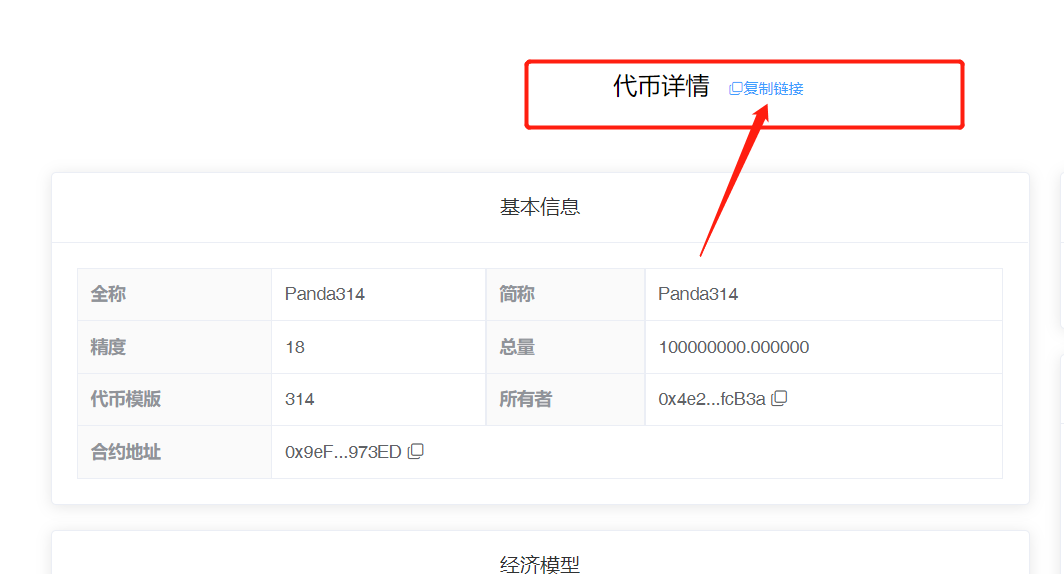 代币详情 复制链接
基本信息
全称 Panda314 简称 Panda314
精度 18 总量 100000000.000000
代币模版 314 所有者 0x4e2...fcB3a
合约地址 0x9eF...973ED
经济模型